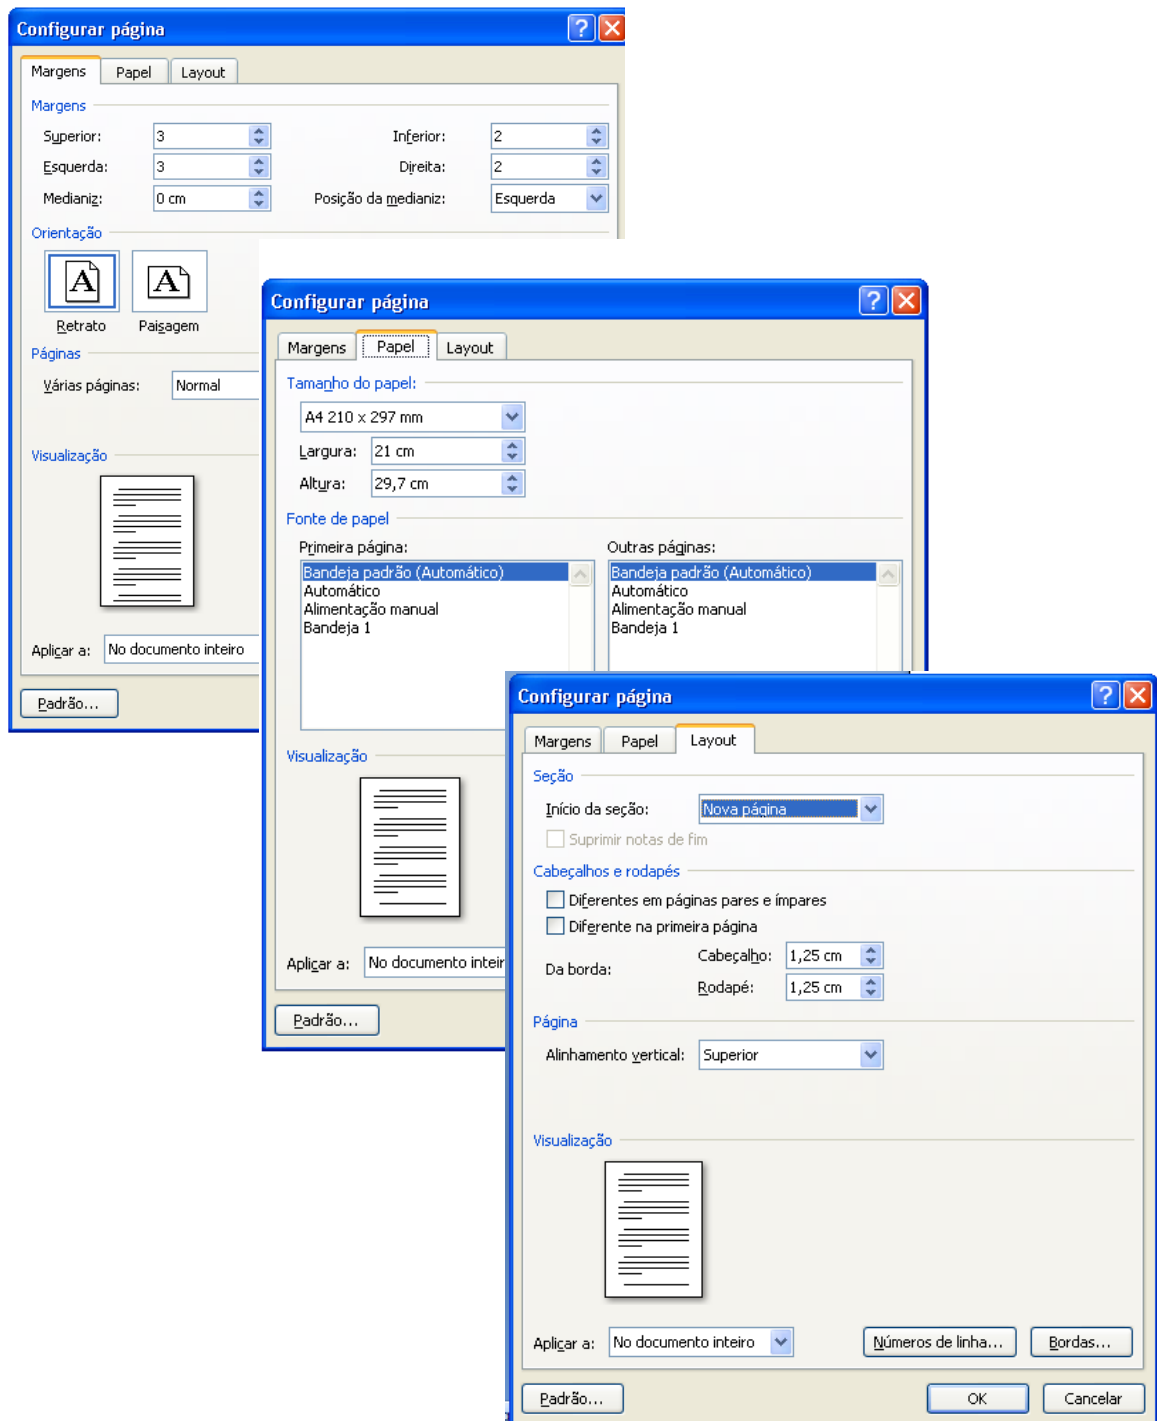 Configurar página
Margens Papel Layout
Margens
Superior: 3 Inferior: 2
Esquerda: 3 Direita: 2
Medianiz: 0 cm Posição da medianiz: Esquerda
Orientação
A A
Retrato Paisagem
Páginas
Várias páginas: Normal
Visualização
Aplicar a: No documento inteiro
Padrão...
Configurar página
Margens Papel Layout
Tamanho do papel:
A4 210 x 297 mm
Largura: 21 cm
Altura: 29,7 cm
Fonte de papel
Primeira página: Outras páginas:
Bandeja padrão (Automático) Bandeja padrão (Automático)
Automático Automático
Alimentação manual Alimentação manual
Bandeja 1 Bandeja 1
Visualização
Aplicar a: No documento inteir
Padrão...
Configurar página
Margens Papel Layout
Seção
Início da seção: Nova página
Suprimir notas de fim
Cabeçalhos e rodapés
Diferentes em páginas pares e ímpares
Diferente na primeira página
Da borda: Cabeçalho: 1,25 cm
Rodapé: 1,25 cm
Página
Alinhamento vertical: Superior
Visualização
Aplicar a: No documento inteiro Números de linha... Bordas...
Padrão... OK Cancelar